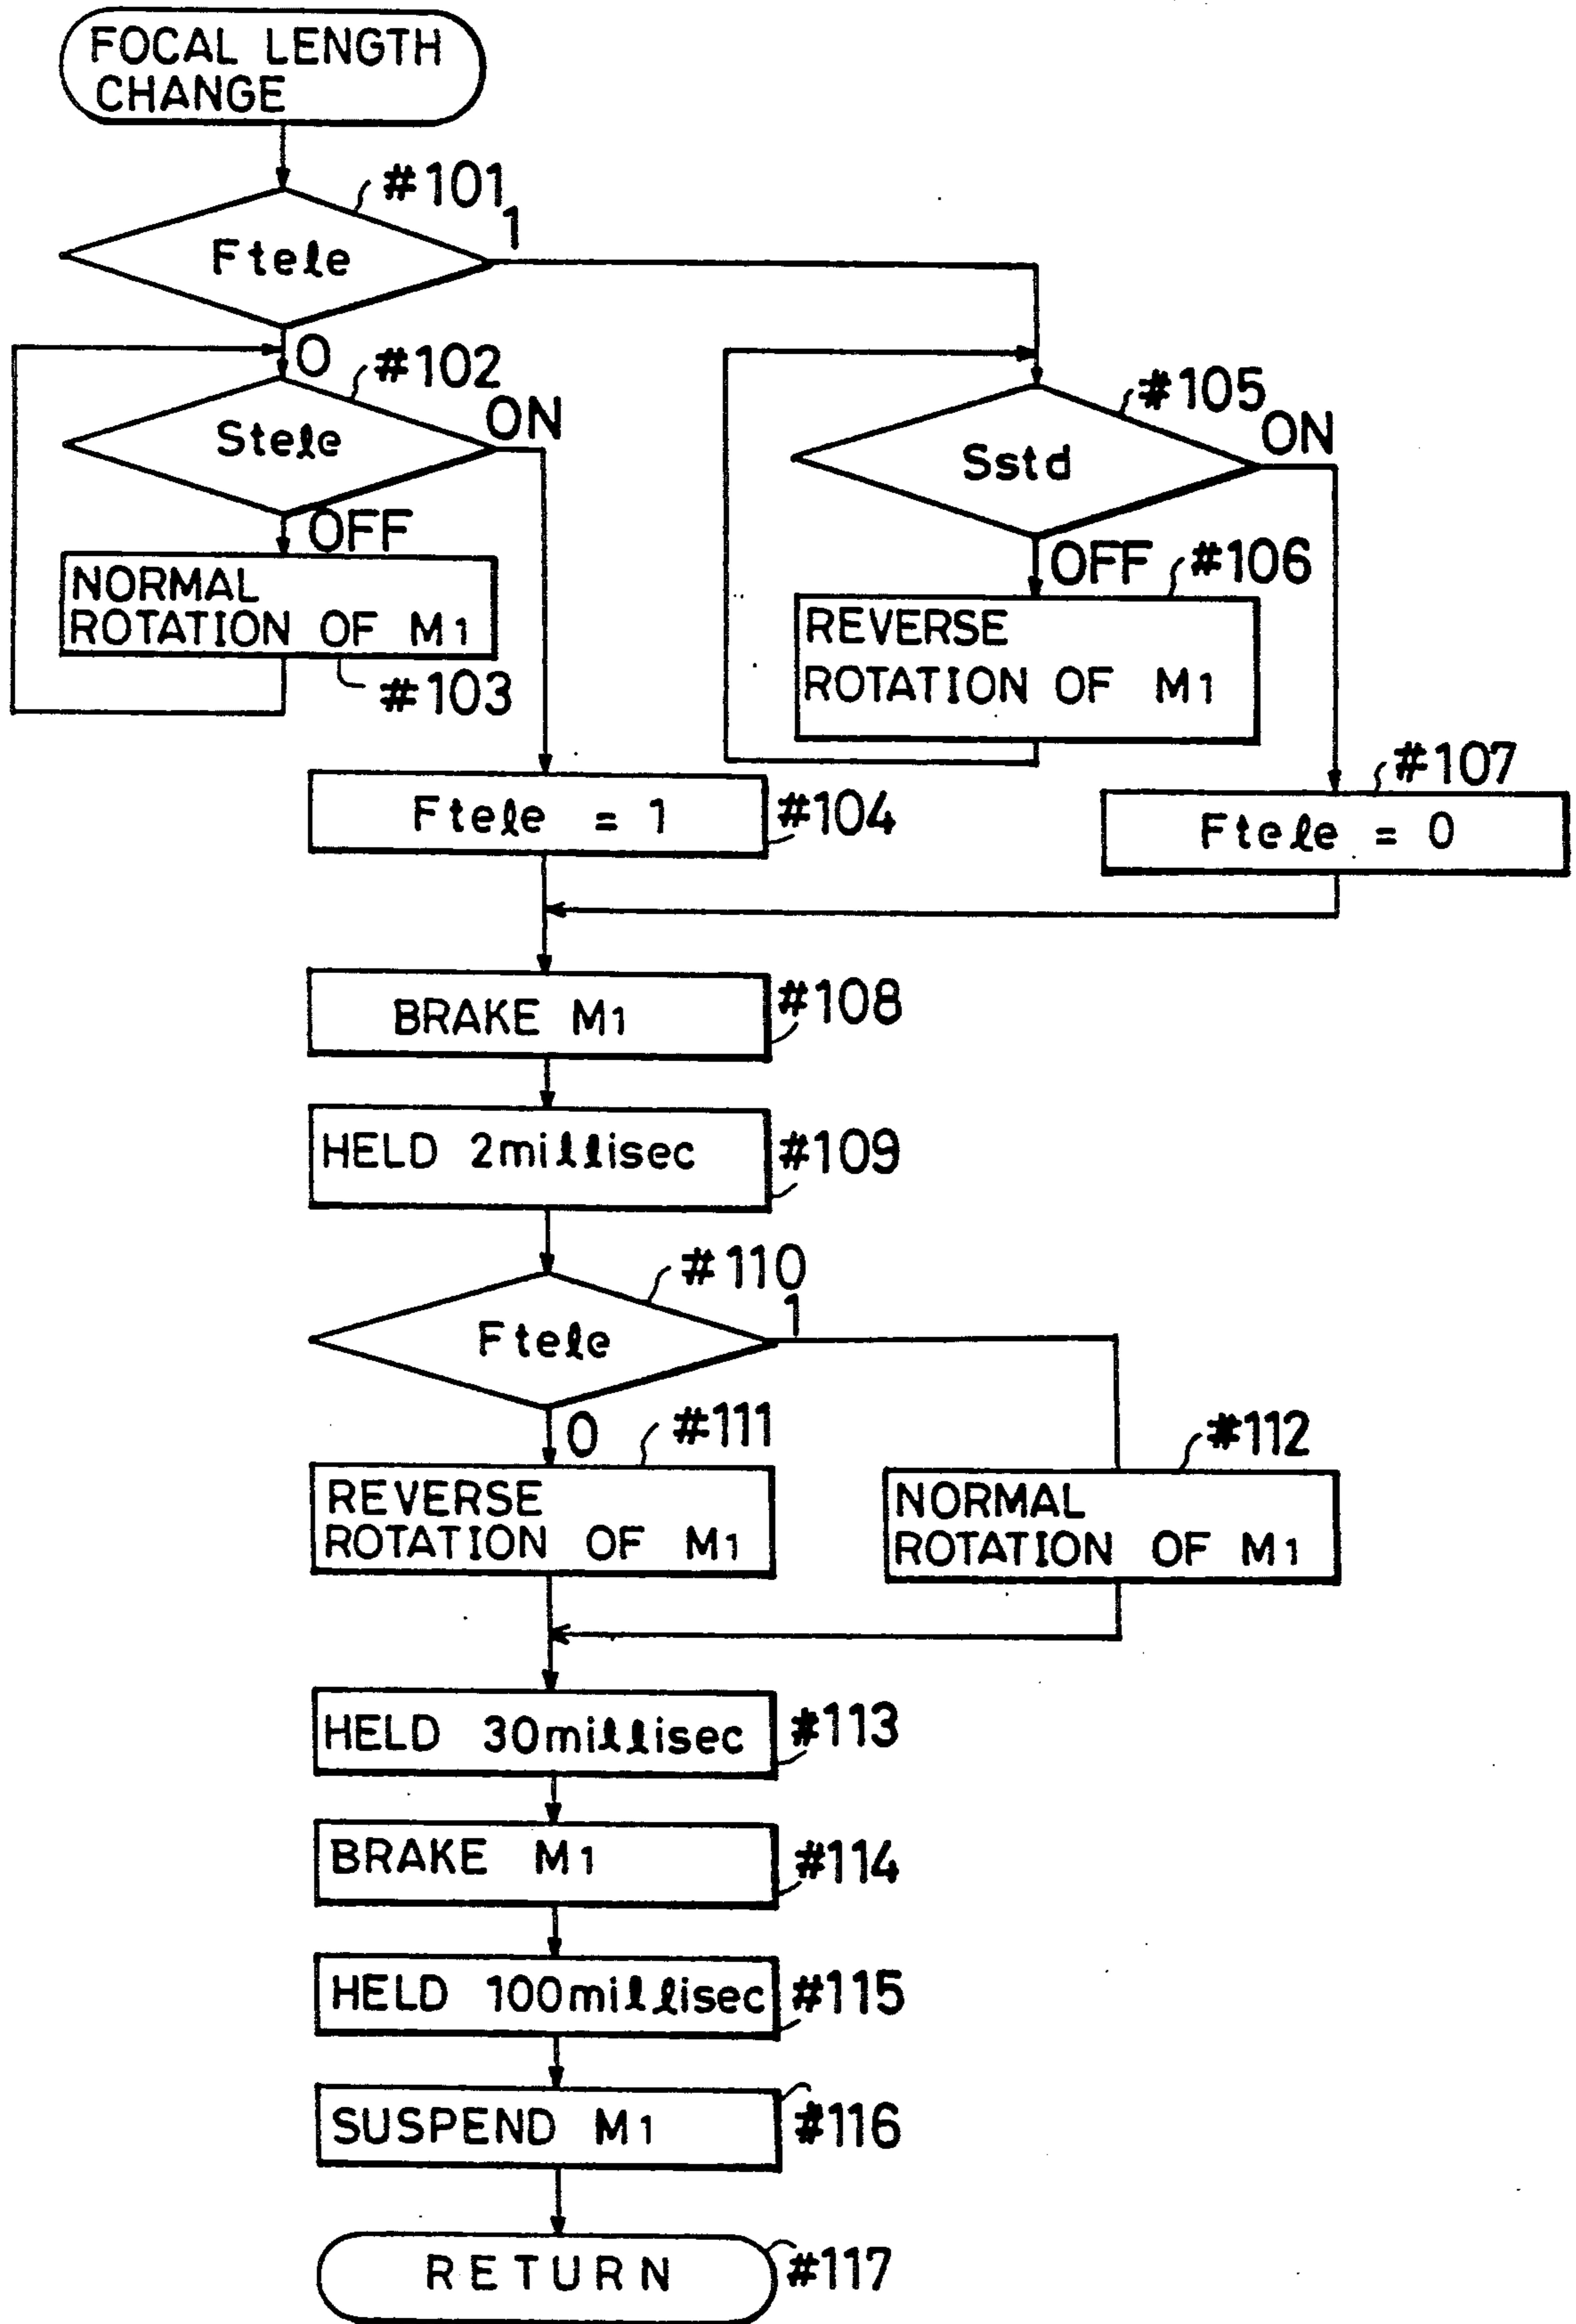 FOCAL LENGTH
CHANGE
#101
1
Ftele
0
#102
ON
Stele
OFF
NORMAL
ROTATION OF M1
#103
#105
ON
Sstd
OFF
#106
REVERSE
ROTATION OF M1
Ftele = 1
#104
#107
Ftele = 0
BRAKE M1
#108
HELD 2millisec
#109
#110
1
Ftele
0
#111
REVERSE
ROTATION OF M1
#112
NORMAL
ROTATION OF M1
HELD 30millisec
#113
BRAKE M1
#114
HELD 100millisec
#115
SUSPEND M1
#116
RETURN
#117